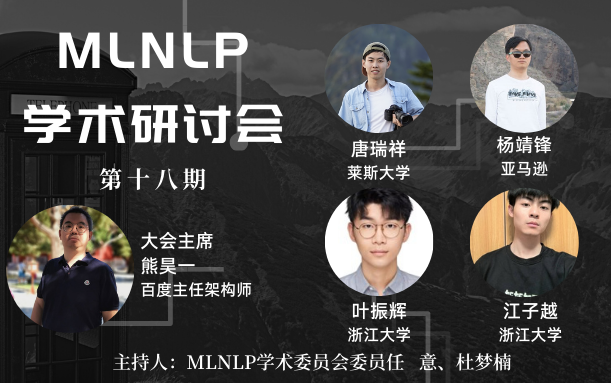 MLNLP
学术研讨会
第十八期
唐瑞祥
莱斯大学
杨靖锋
亚马逊
大会主席
熊昊一
百度主任架构师
叶振辉
浙江大学
江子越
浙江大学
主持人：MLNLP学术委员会委员任 意、杜梦楠